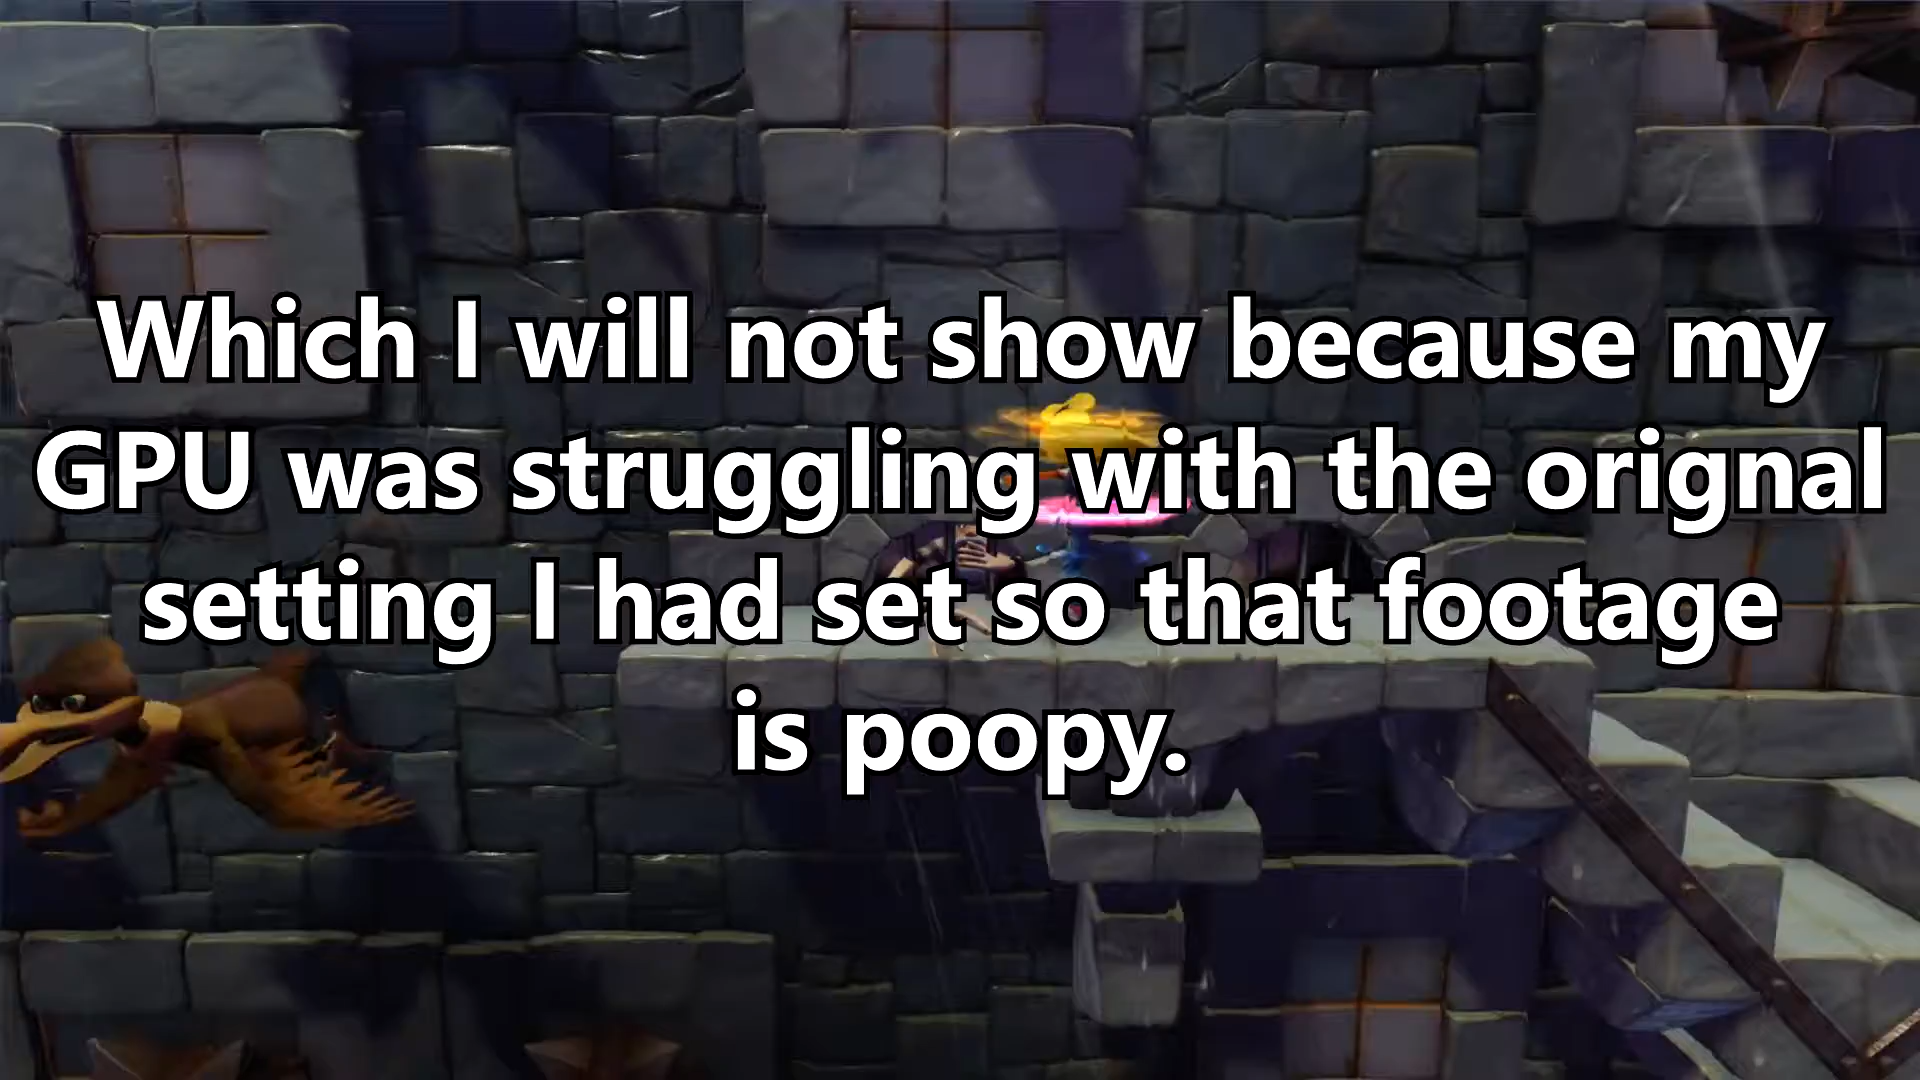 Which I will not show because my
GPU was struggling with the orignal
setting I had set so that footage
is poopy.